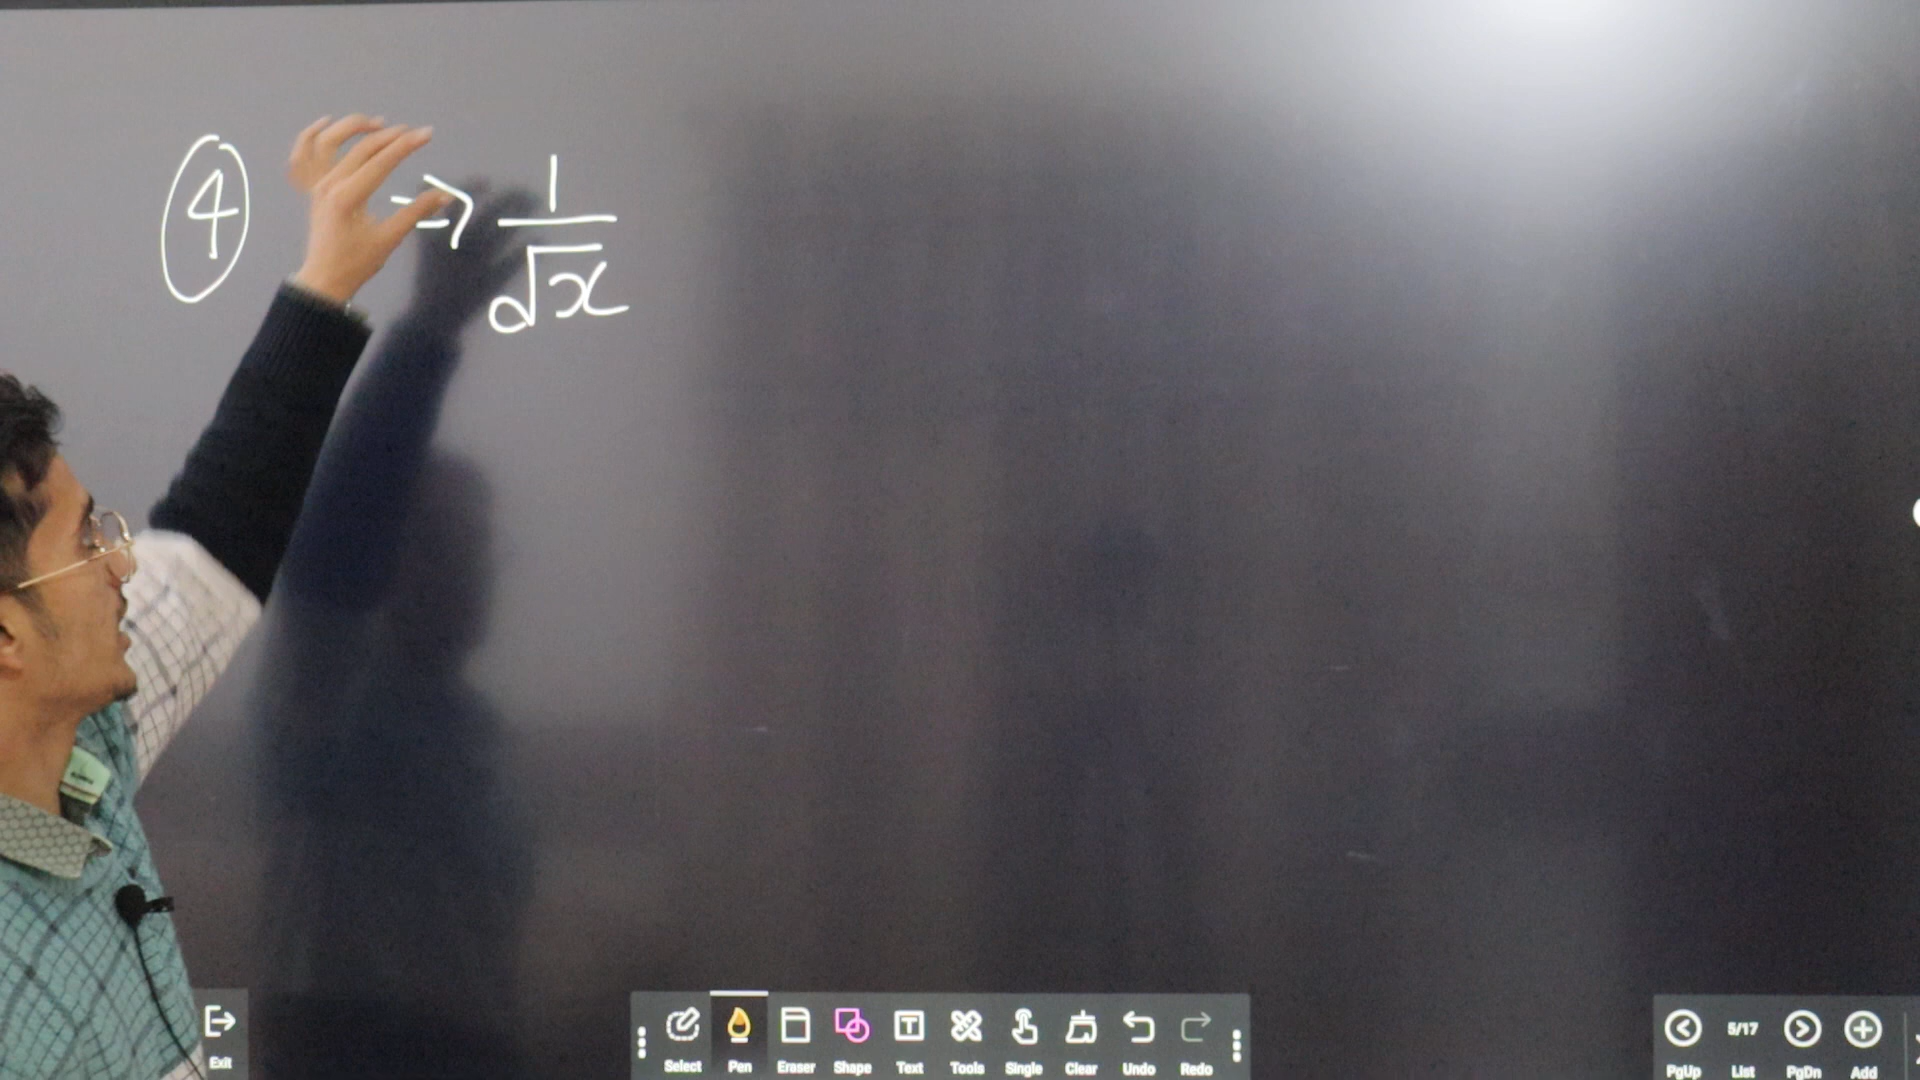 ④ ⇒ 1
√x
Exit
Select Pen Eraser Shape Text Tools Single Clear Undo Redo
5/17
PgUp List PgDn Add